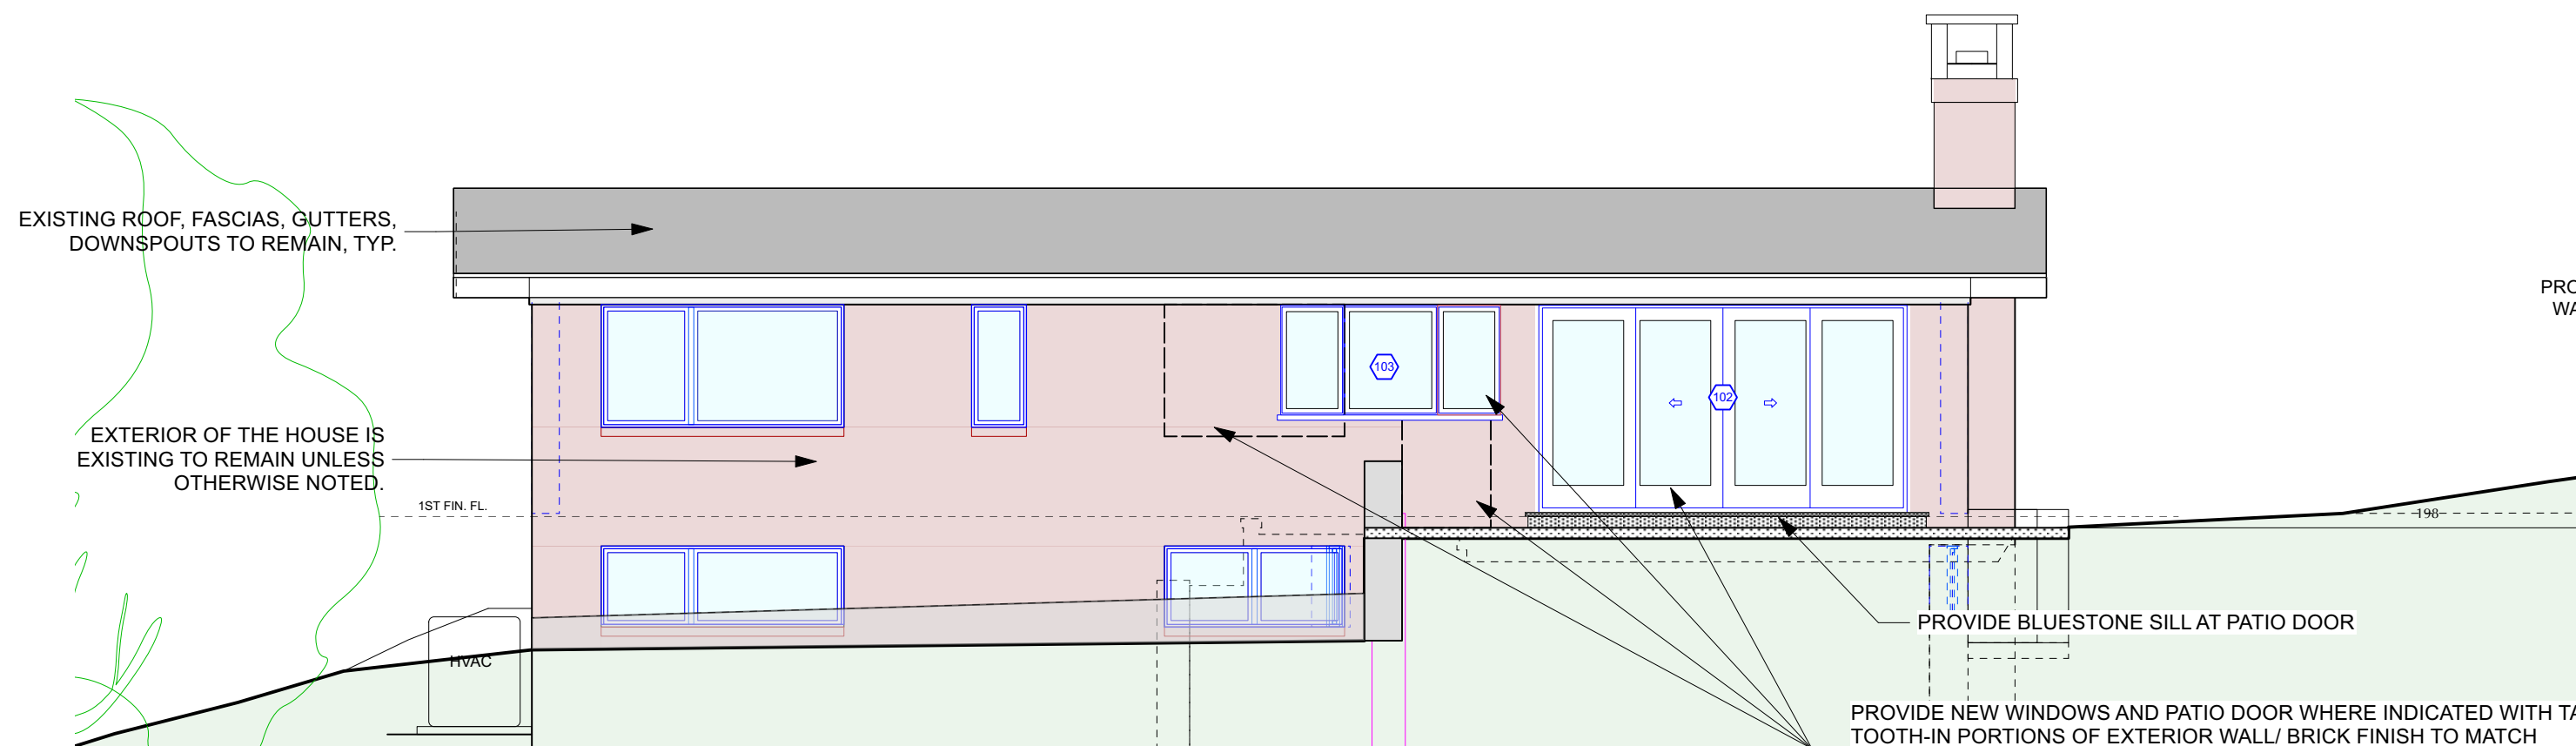 EXISTING ROOF, FASCIAS, GUTTERS,
DOWNSPOUTS TO REMAIN, TYP.
EXTERIOR OF THE HOUSE IS
EXISTING TO REMAIN UNLESS
OTHERWISE NOTED.
1ST FIN. FL.
103
102
198
HVAC
PROVIDE BLUESTONE SILL AT PATIO DOOR
PROVIDE NEW WINDOWS AND PATIO DOOR WHERE INDICATED WITH
TOOTH-IN PORTIONS OF EXTERIOR WALL/ BRICK FINISH TO MATCH